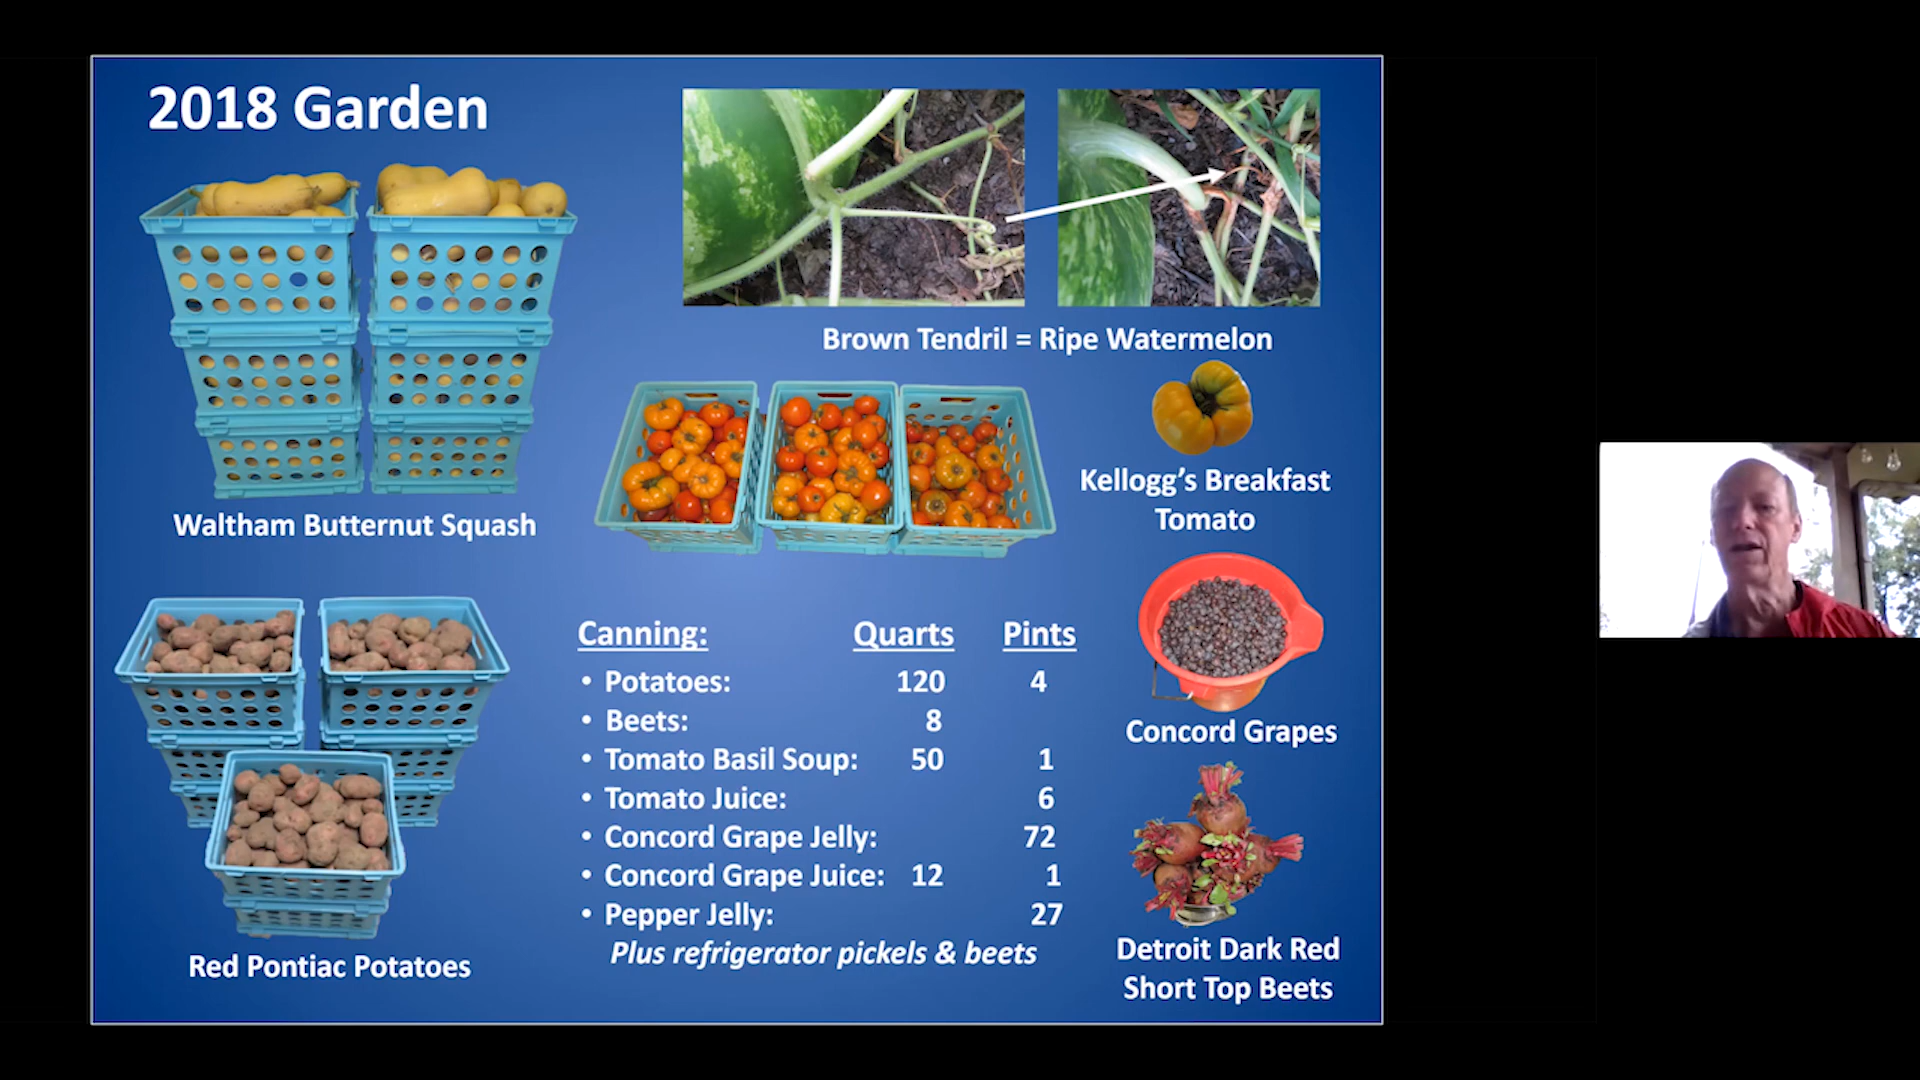 2018 Garden
Brown Tendril = Ripe Watermelon
Waltham Butternut Squash
Kellogg's Breakfast
Tomato
Concord Grapes
Canning: Quarts Pints
• Potatoes: 120 4
• Beets: 8
• Tomato Basil Soup: 50 1
• Tomato Juice: 6
• Concord Grape Jelly: 72
• Concord Grape Juice: 12 1
• Pepper Jelly: 27
Plus refrigerator pickels & beets
Red Pontiac Potatoes
Detroit Dark Red
Short Top Beets